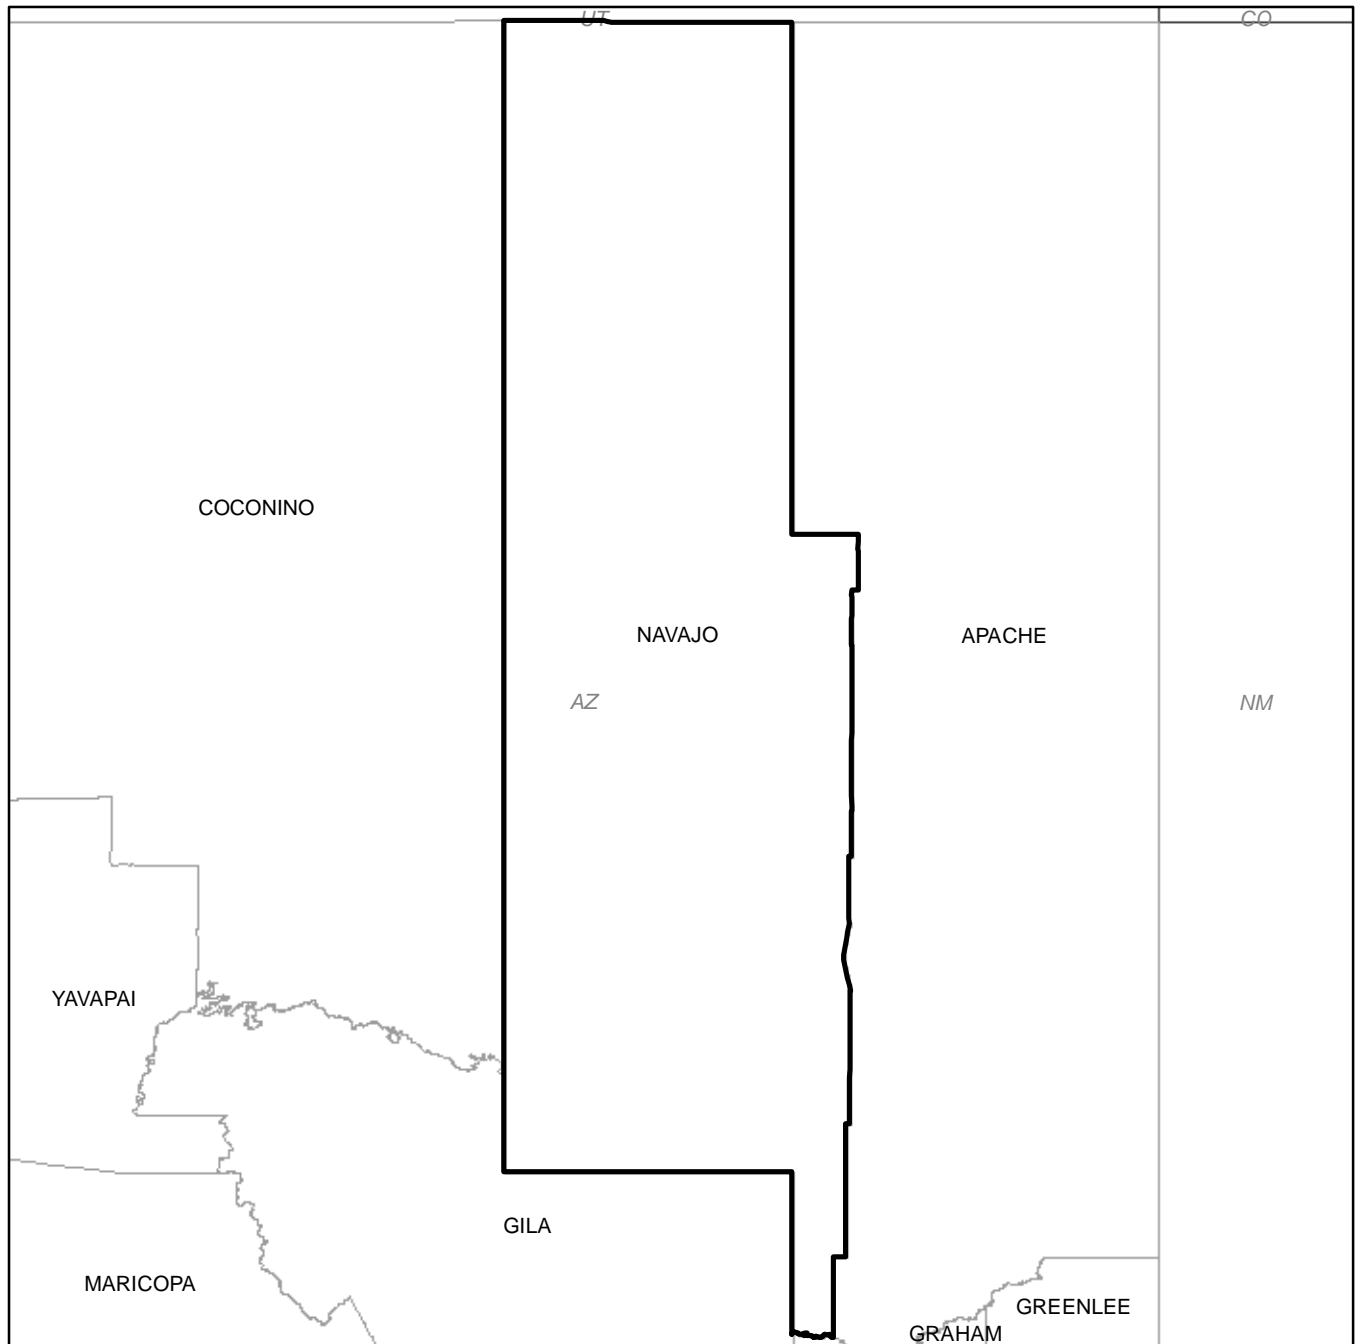 UT
CO
COCONINO
NAVAJO
APACHE
AZ
NM
YAVAPAI
GILA
MARICOPA
GREENLEE
GRAHAM